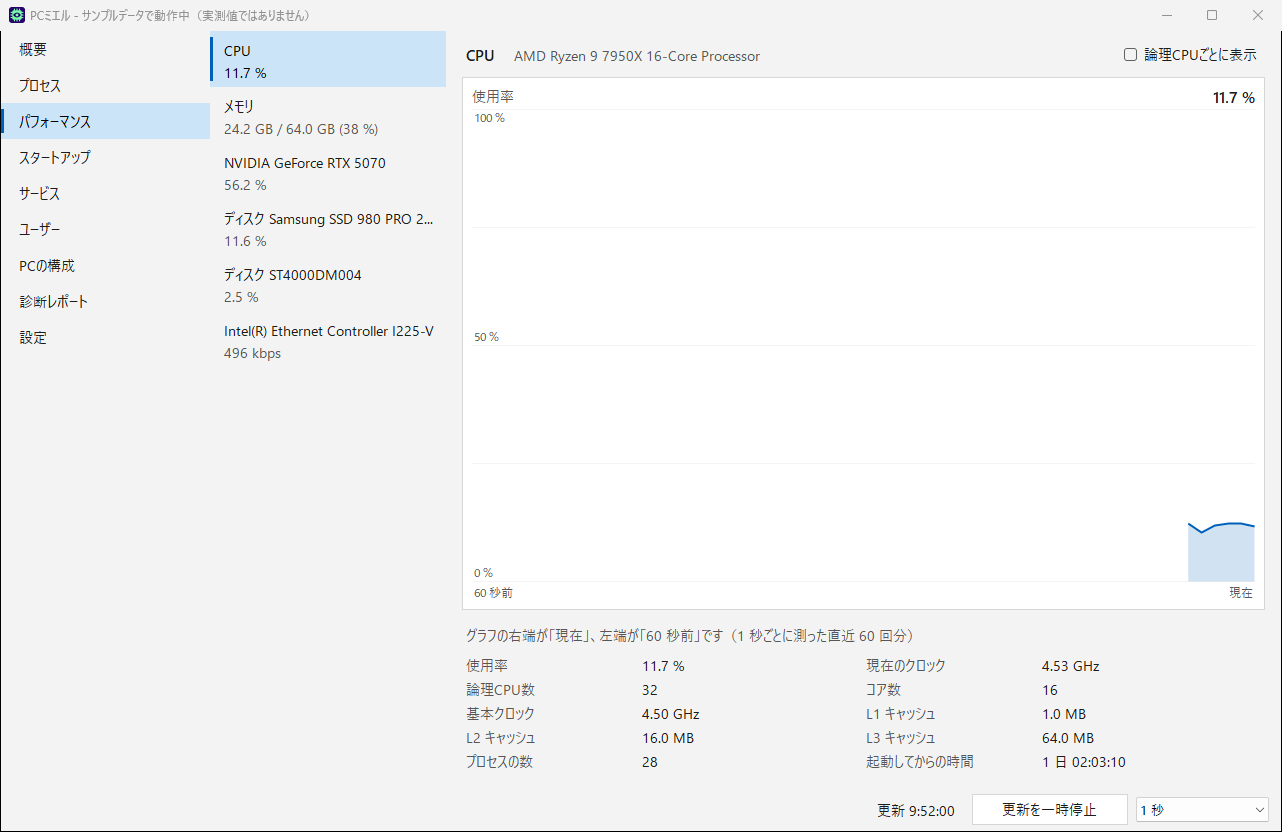 PCミエル - サンプルデータで動作中（実測値ではありません）
概要
プロセス
パフォーマンス
スタートアップ
サービス
ユーザー
PCの構成
診断レポート
設定
CPU
11.7 %
メモリ
24.2 GB / 64.0 GB (38 %)
NVIDIA GeForce RTX 5070
56.2 %
ディスク Samsung SSD 980 PRO 2...
11.6 %
ディスク ST4000DM004
2.5 %
Intel(R) Ethernet Controller I225-V
496 kbps
CPU AMD Ryzen 9 7950X 16-Core Processor
論理CPUごとに表示
使用率 11.7 %
100 %
50 %
0 %
60 秒前 現在
グラフの右端が「現在」、左端が「60 秒前」です（1 秒ごとに測った直近 60 回分）
使用率 11.7 % 現在のクロック 4.53 GHz
論理CPU数 32 コア数 16
基本クロック 4.50 GHz L1 キャッシュ 1.0 MB
L2 キャッシュ 16.0 MB L3 キャッシュ 64.0 MB
プロセスの数 28 起動してからの時間 1 日 02:03:10
更新 9:52:00 更新を一時停止 1 秒